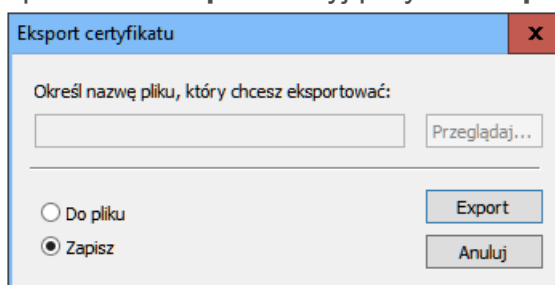 Eksport certyfikatu
x
Określ nazwę pliku, który chcesz eksportować:
Przeglądaj...
Do pliku
Export
Zapisz
Anuluj